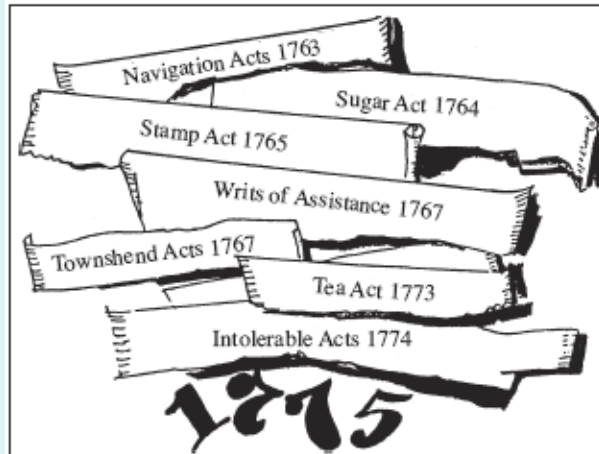 Navigation Acts 1763
Sugar Act 1764
Stamp Act 1765
Writs of Assistance 1767
Townshend Acts 1767
Tea Act 1773
Intolerable Acts 1774
1775